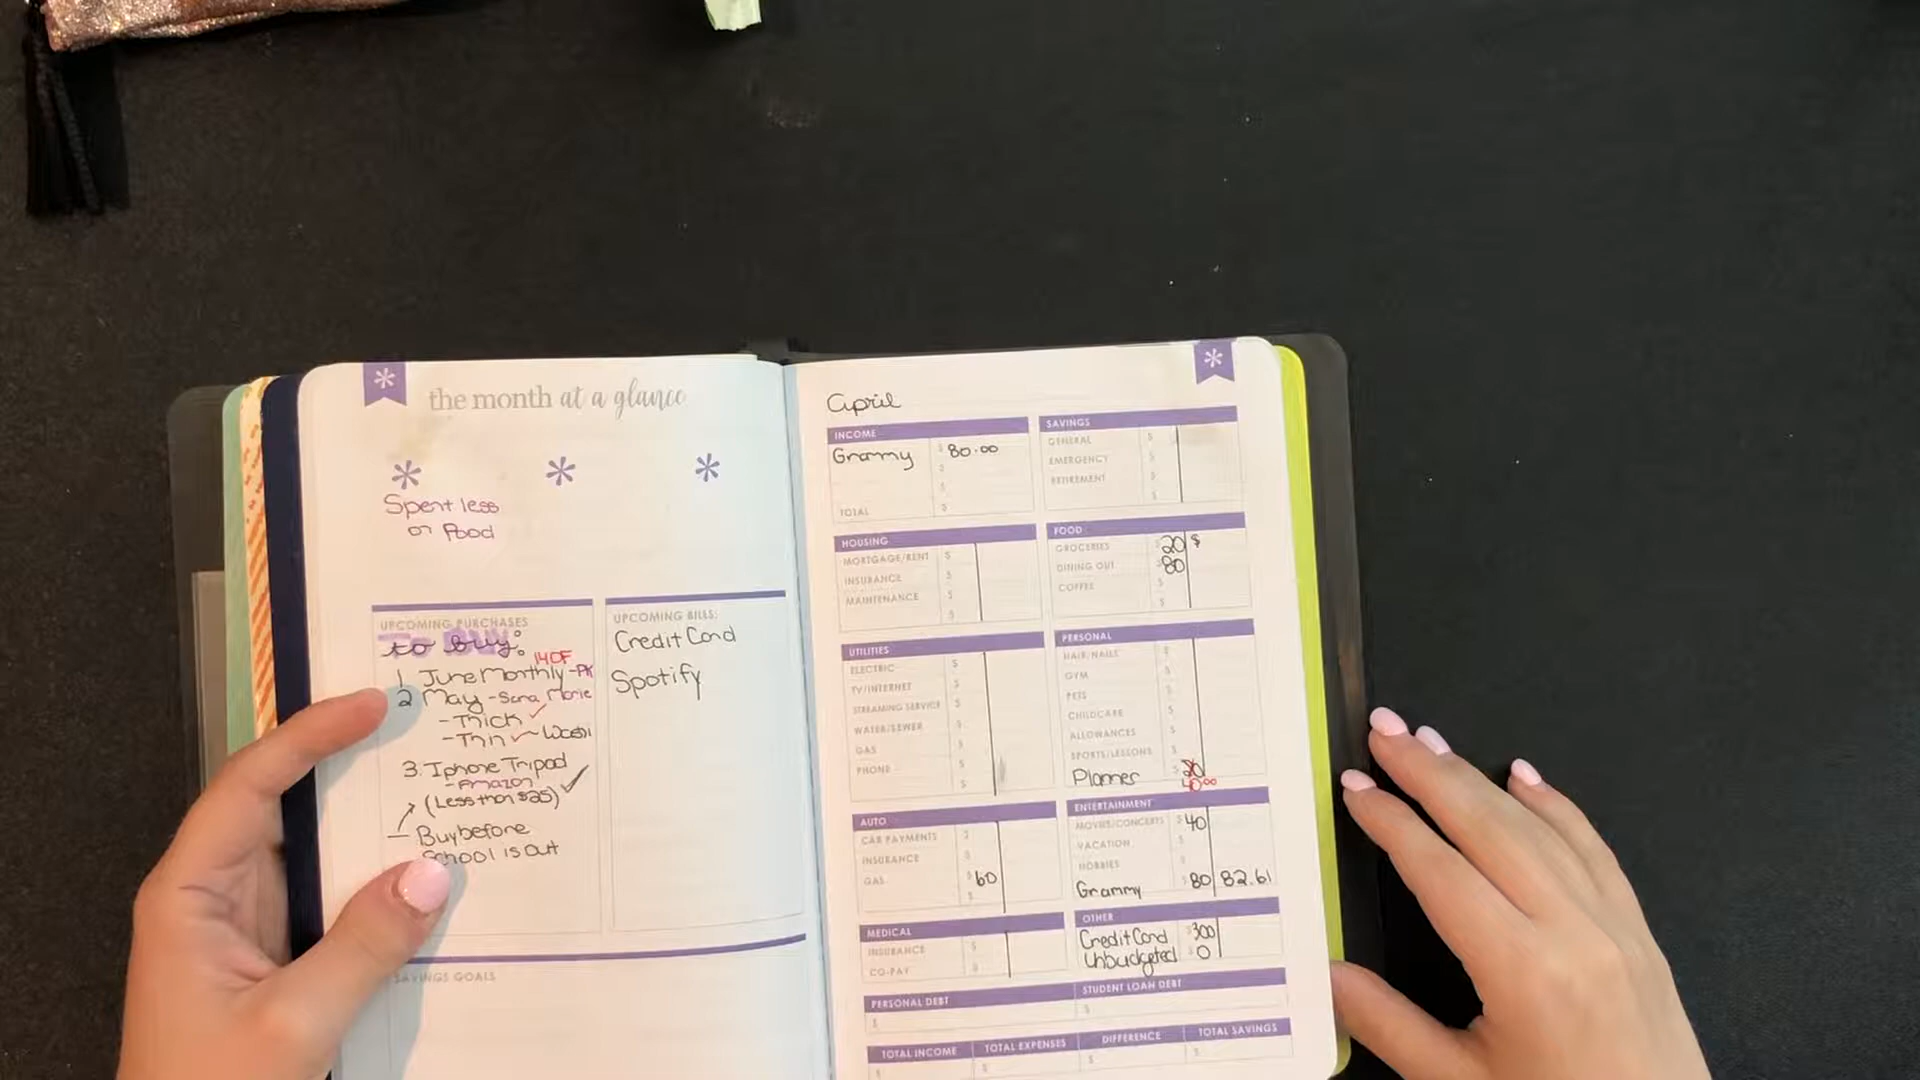 the month at a glance
Spent less
on Food
UPCOMING PURCHASES
to buy:
14OF
1 June Monthly -PK
2 May -Sara Marie
-Thick ✓
-Thin ✓ -Washi
3. Iphone Tripod
-Amazon
(Less than $25) ✓
Buy before
School is Out
UPCOMING BILLS:
Credit Card
Spotify
SAVINGS GOALS
April
INCOME
Grammy $ 80.00
$
$
TOTAL $
SAVINGS
GENERAL $
EMERGENCY $
RETIREMENT $
$
HOUSING
MORTGAGE/RENT $
INSURANCE $
MAINTENANCE $
$
FOOD
GROCERIES $ 20 $
DINING OUT $ 80
COFFEE $
$
UTILITIES
ELECTRIC $
TV/INTERNET $
STREAMING SERVICE $
WATER/SEWER $
GAS $
PHONE $
$
PERSONAL
HAIR/NAILS $
GYM $
PETS $
CHILDCARE $
ALLOWANCES $
SPORTS/LESSONS $
Planner $ 20
40.00
AUTO
CAR PAYMENTS $
INSURANCE $
GAS $ 60
$
ENTERTAINMENT
MOVIES/CONCERTS $ 40
VACATION $
HOBBIES $
Grammy $ 80 82.61
MEDICAL
INSURANCE $
CO-PAY $
OTHER
Credit Card $ 300
Unbudgeted $ 0
PERSONAL DEBT
$
STUDENT LOAN DEBT
$
TOTAL INCOME TOTAL EXPENSES DIFFERENCE TOTAL SAVINGS
$ $ $ $